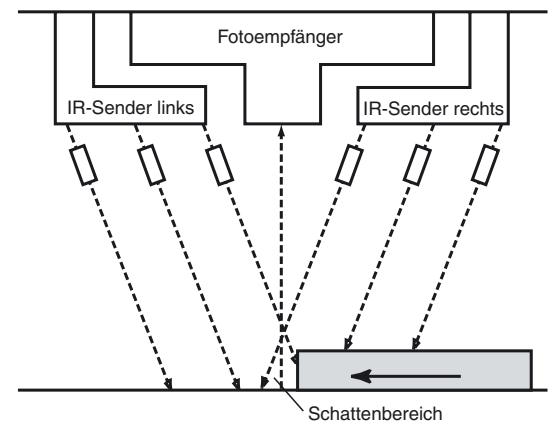 Fotoempfänger
IR-Sender links
IR-Sender rechts
Schattenbereich